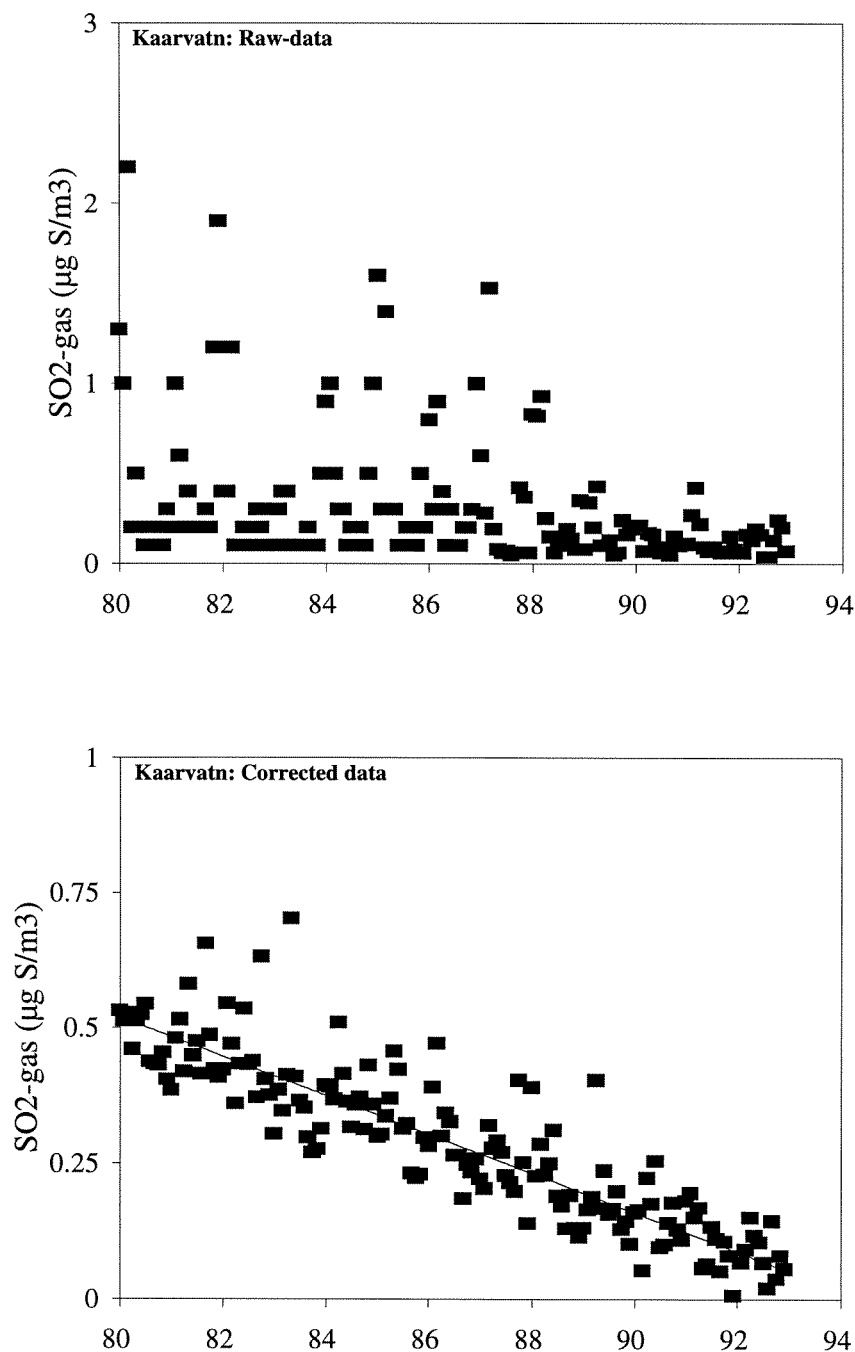 Kaarvatn: Raw-data
SO2-gas (µg S/m3)
3
2
1
0
80 82 84 86 88 90 92 94
Kaarvatn: Corrected data
SO2-gas (µg S/m3)
1
0.75
0.5
0.25
0
80 82 84 86 88 90 92 94